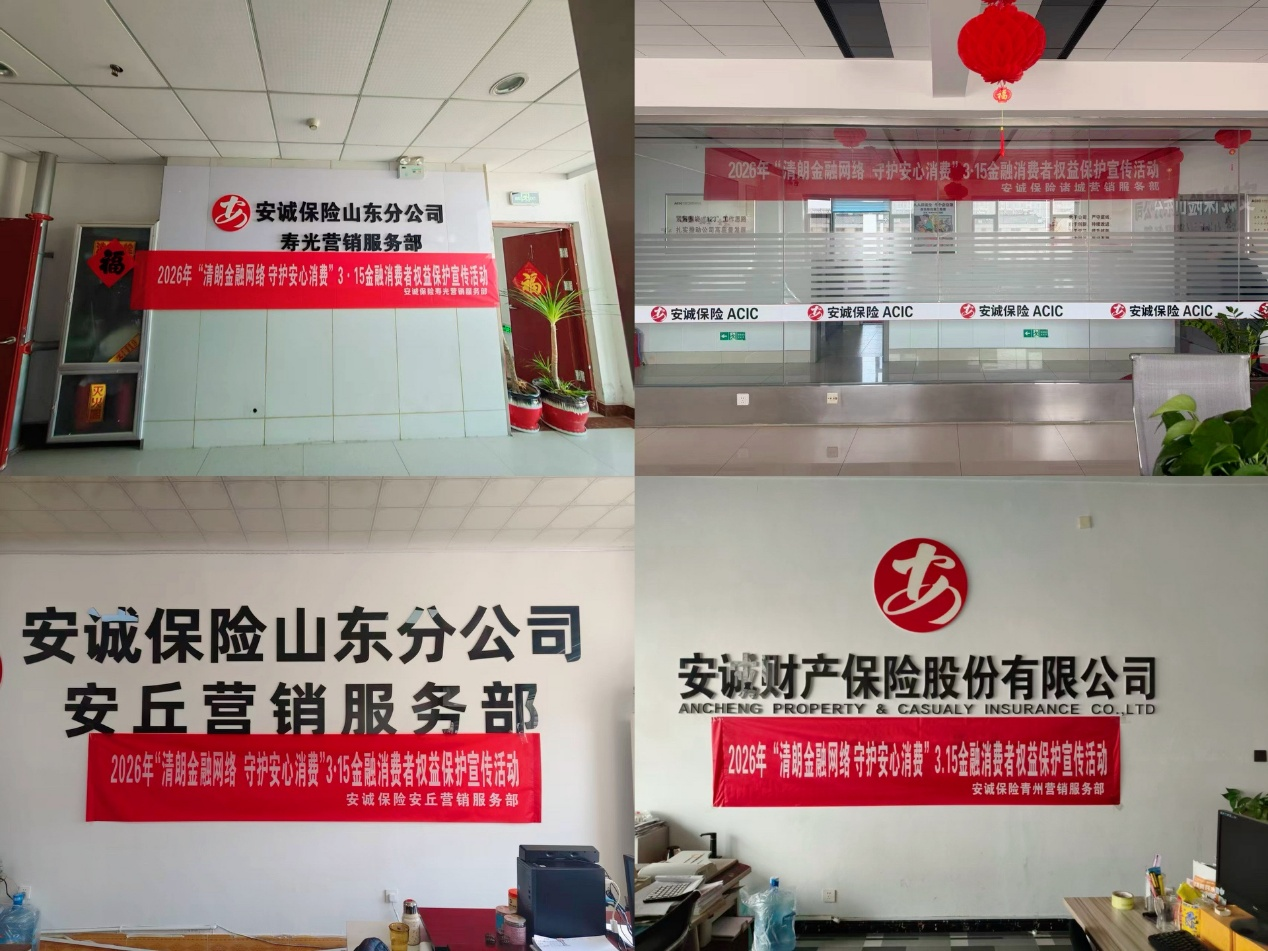 安诚保险山东分公司
寿光营销服务部
2026年“清朗金融网络 守护安心消费”3·15金融消费者权益保护宣传活动
安诚保险寿光营销服务部
福
福
灭火
福
2026年“清朗金融网络 守护安心消费”3·15金融消费者权益保护宣传活动
安诚保险诸城营销服务部
安诚保险 ACIC
安诚保险 ACIC
安诚保险 ACIC
安诚保险 ACIC
安诚保险山东分公司
安丘营销服务部
2026年“清朗金融网络 守护安心消费”3·15金融消费者权益保护宣传活动
安诚保险安丘营销服务部
安诚财产保险股份有限公司
ANCHENG PROPERTY & CASUALY INSURANCE CO.,LTD
2026年“清朗金融网络 守护安心消费”3.15金融消费者权益保护宣传活动
安诚保险青州营销服务部